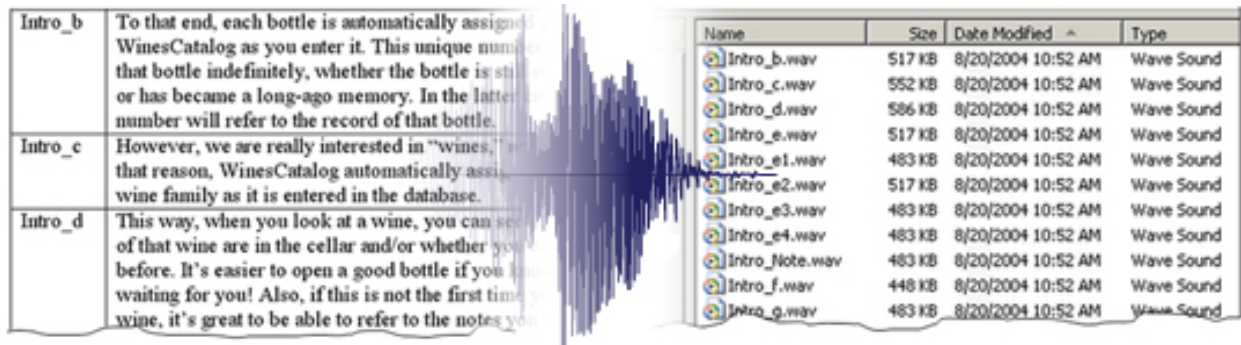 Intro_b To that end, each bottle is automatically assigned
WinesCatalog as you enter it. This unique num
that bottle indefinitely, whether the bottle is
or has became a long-ago memory. In the latter
number will refer to the record of that bottle.
Intro_c However, we are really interested in “wines,”
that reason, WinesCatalog automatically assig
wine family as it is entered in the database.
Intro_d This way, when you look at a wine, you can see
of that wine are in the cellar and/or whether
before. It’s easier to open a good bottle if you
waiting for you! Also, if this is not the first time
wine, it’s great to be able to refer to the notes
Name Size Date Modified Type
Intro_b.wav 517 KB 8/20/2004 10:52 AM Wave Sound
Intro_c.wav 552 KB 8/20/2004 10:52 AM Wave Sound
Intro_d.wav 586 KB 8/20/2004 10:52 AM Wave Sound
Intro_e.wav 517 KB 8/20/2004 10:52 AM Wave Sound
Intro_e1.wav 483 KB 8/20/2004 10:52 AM Wave Sound
Intro_e2.wav 517 KB 8/20/2004 10:52 AM Wave Sound
Intro_e3.wav 483 KB 8/20/2004 10:52 AM Wave Sound
Intro_e4.wav 483 KB 8/20/2004 10:52 AM Wave Sound
Intro_Note.wav 483 KB 8/20/2004 10:52 AM Wave Sound
Intro_f.wav 448 KB 8/20/2004 10:52 AM Wave Sound
Intro_g.wav 483 KB 8/20/2004 10:52 AM Wave Sound